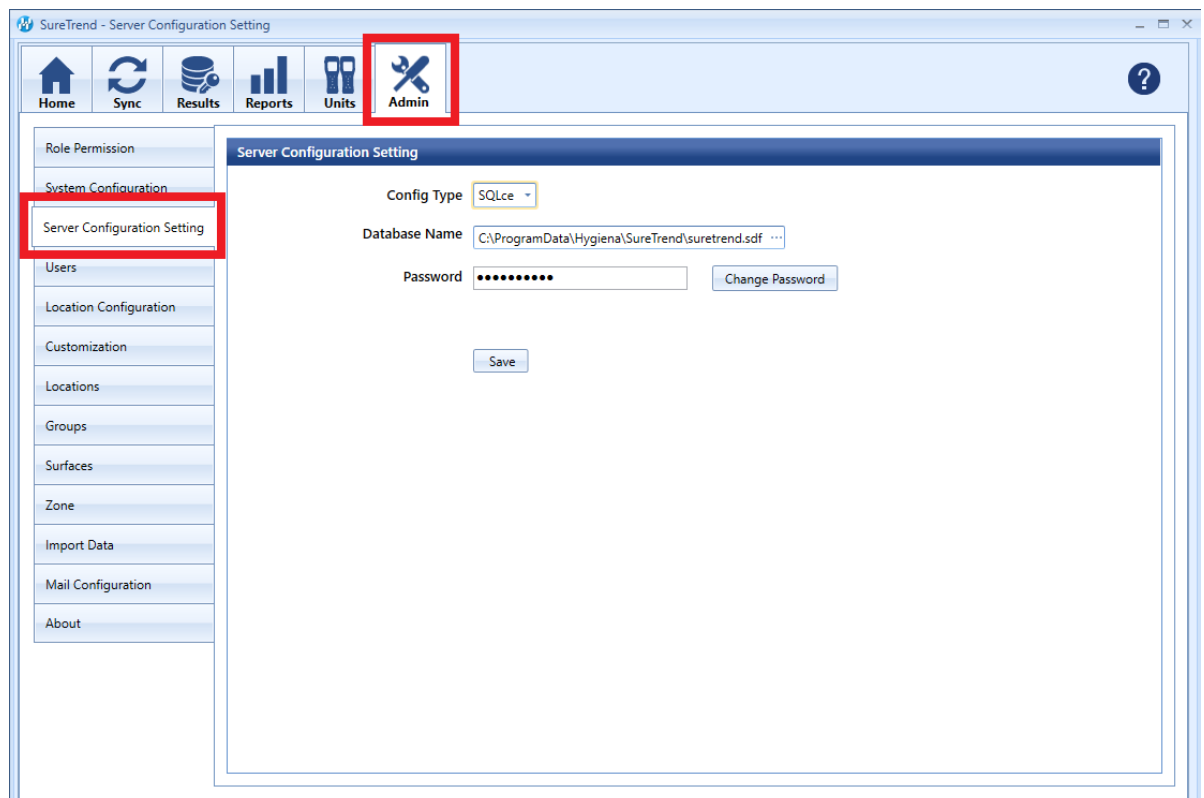 SureTrend - Server Configuration Setting
Home Sync Results Reports Units Admin
?
Role Permission
System Configuration
Server Configuration Setting
Users
Location Configuration
Customization
Locations
Groups
Surfaces
Zone
Import Data
Mail Configuration
About
Server Configuration Setting
Config Type SQLce
Database Name C:\ProgramData\Hygiena\SureTrend\suretrend.sdf ...
Password ●●●●●●●●●● Change Password
Save